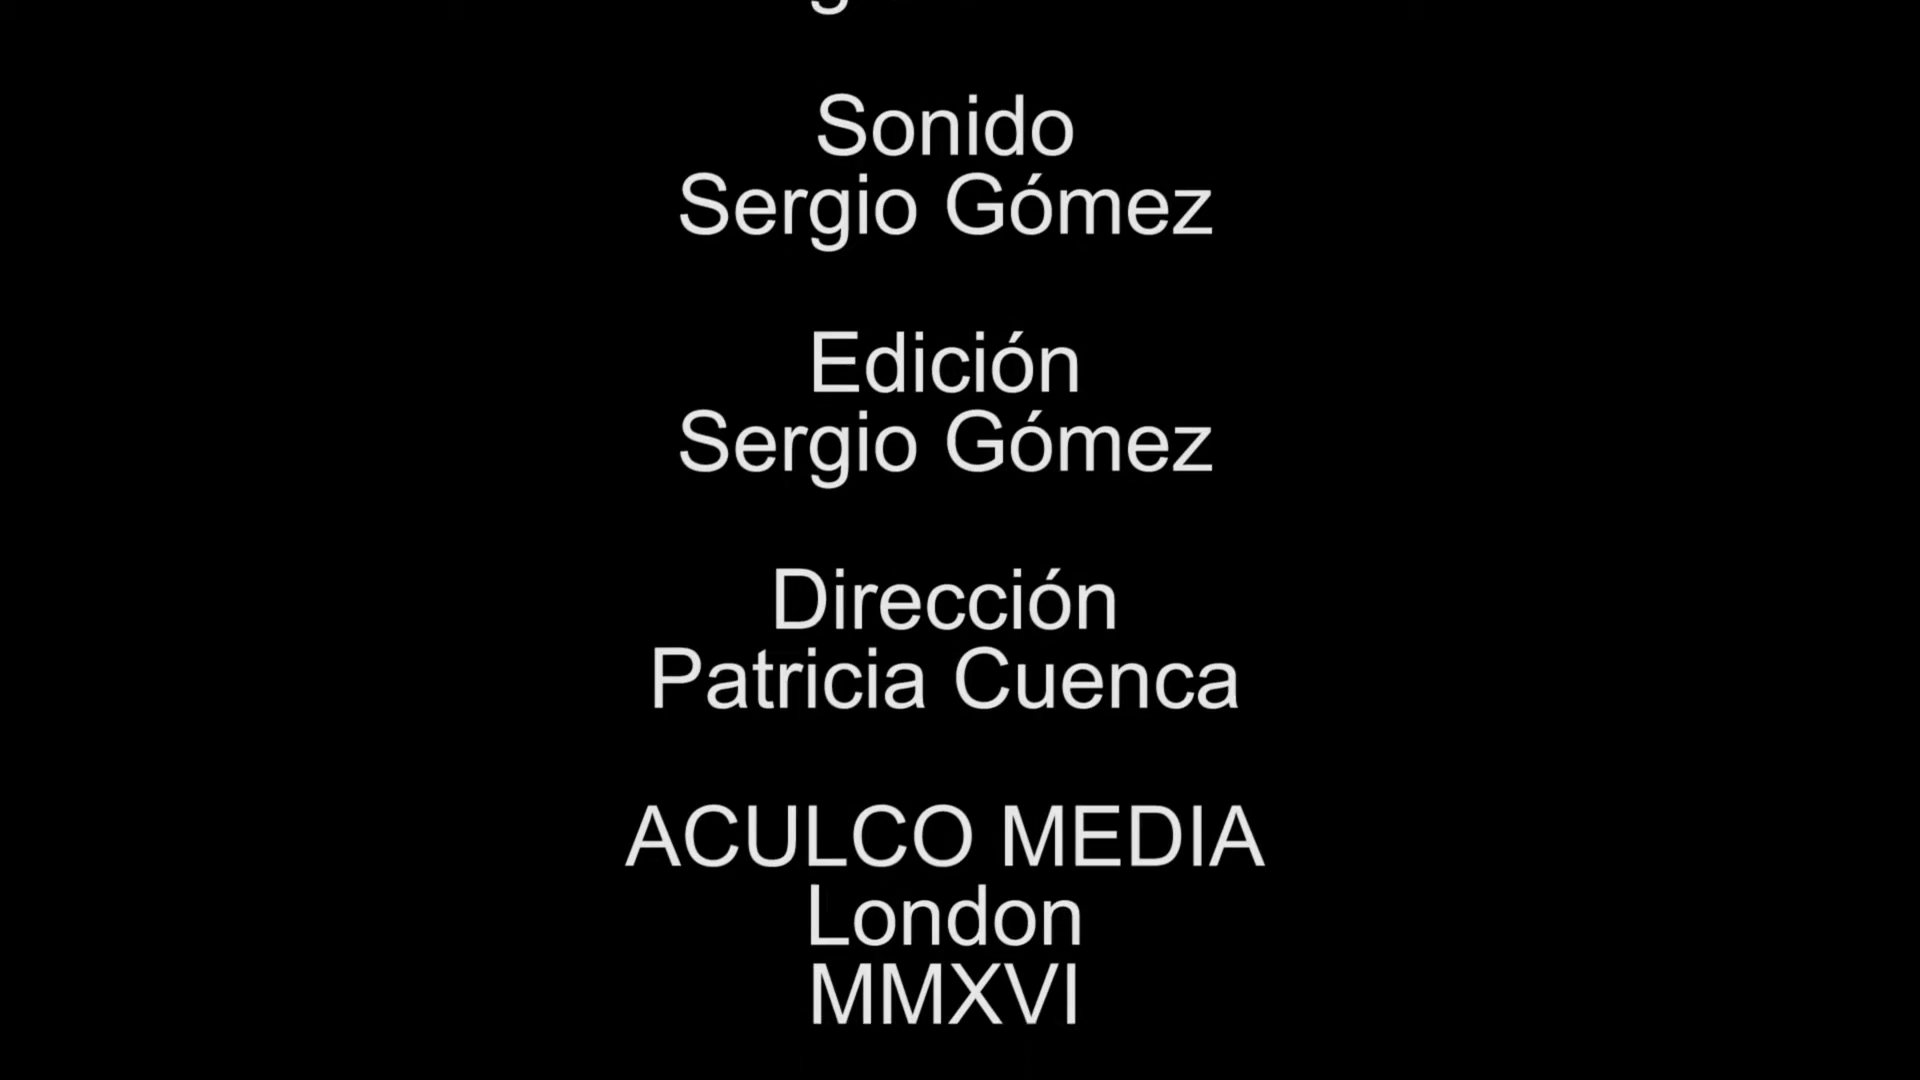 Sonido
Sergio Gómez
Edición
Sergio Gómez
Dirección
Patricia Cuenca
ACULCO MEDIA
London
MMXVI